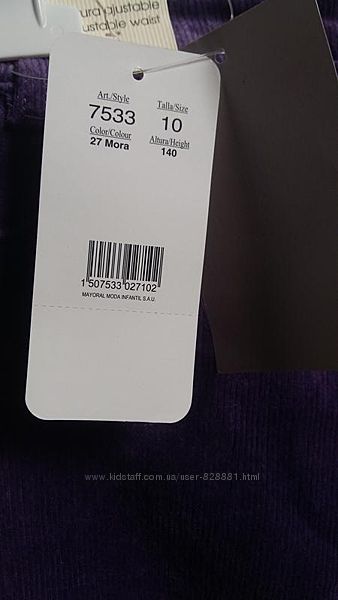 ura ajustable
ustable waist
Art./Style
7533
Color/Colour
27 Mora
Talla/Size
10
Altura/Height
140
1 507533 027102
MAYORAL MODA INFANTIL S.A.U.
www.kidstaff.com.ua/user-828881.html